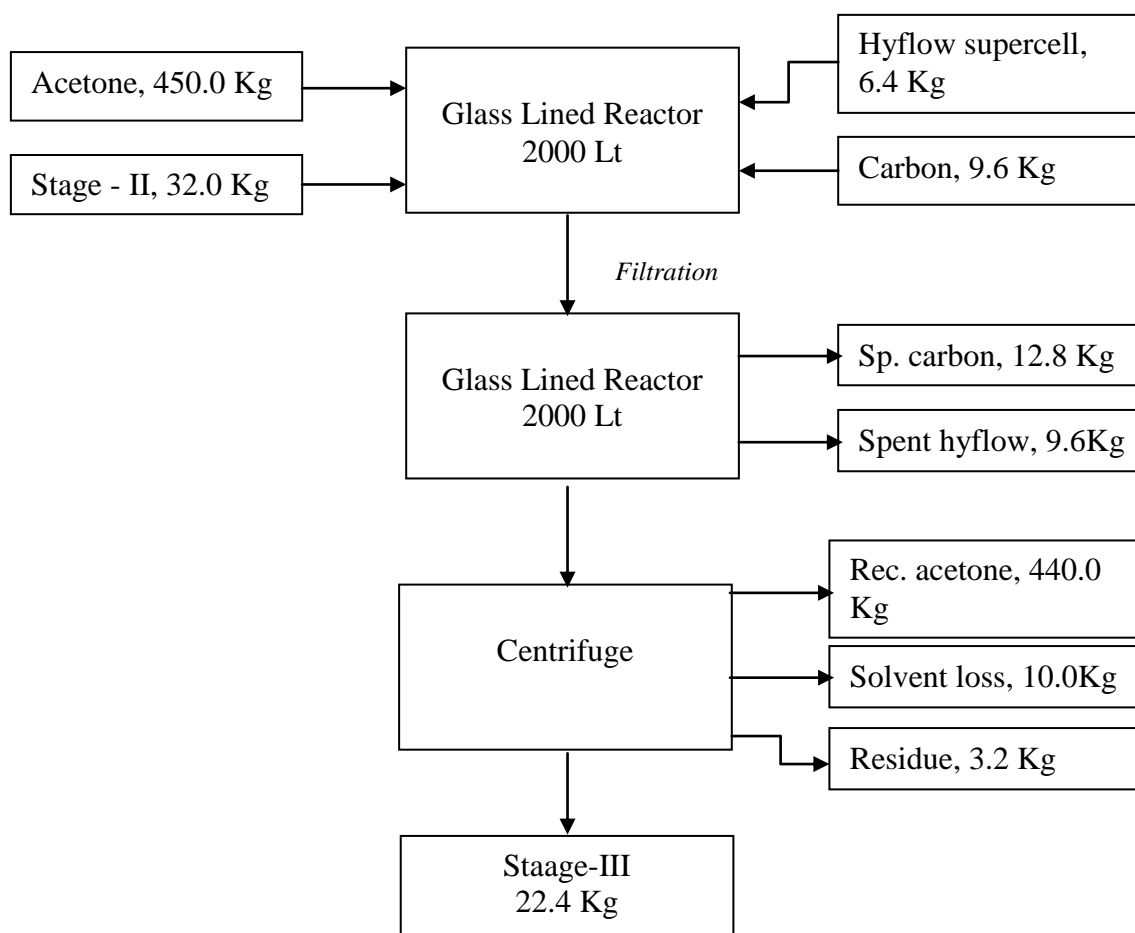 Acetone, 450.0 Kg
Stage - II, 32.0 Kg
Glass Lined Reactor
2000 Lt
Hyflow supercell,
6.4 Kg
Carbon, 9.6 Kg
Filtration
Glass Lined Reactor
2000 Lt
Sp. carbon, 12.8 Kg
Spent hyflow, 9.6Kg
Centrifuge
Rec. acetone, 440.0
Kg
Solvent loss, 10.0Kg
Residue, 3.2 Kg
Staage-III
22.4 Kg